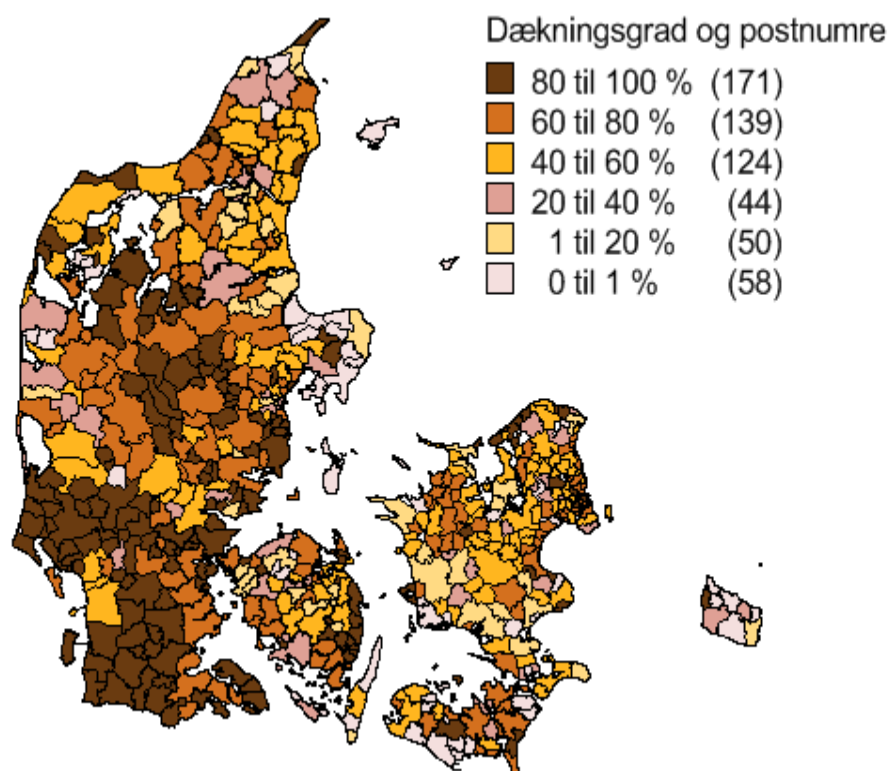 Dækningsgrad og postnumre
80 til 100 % (171)
60 til 80 % (139)
40 til 60 % (124)
20 til 40 % (44)
1 til 20 % (50)
0 til 1 % (58)